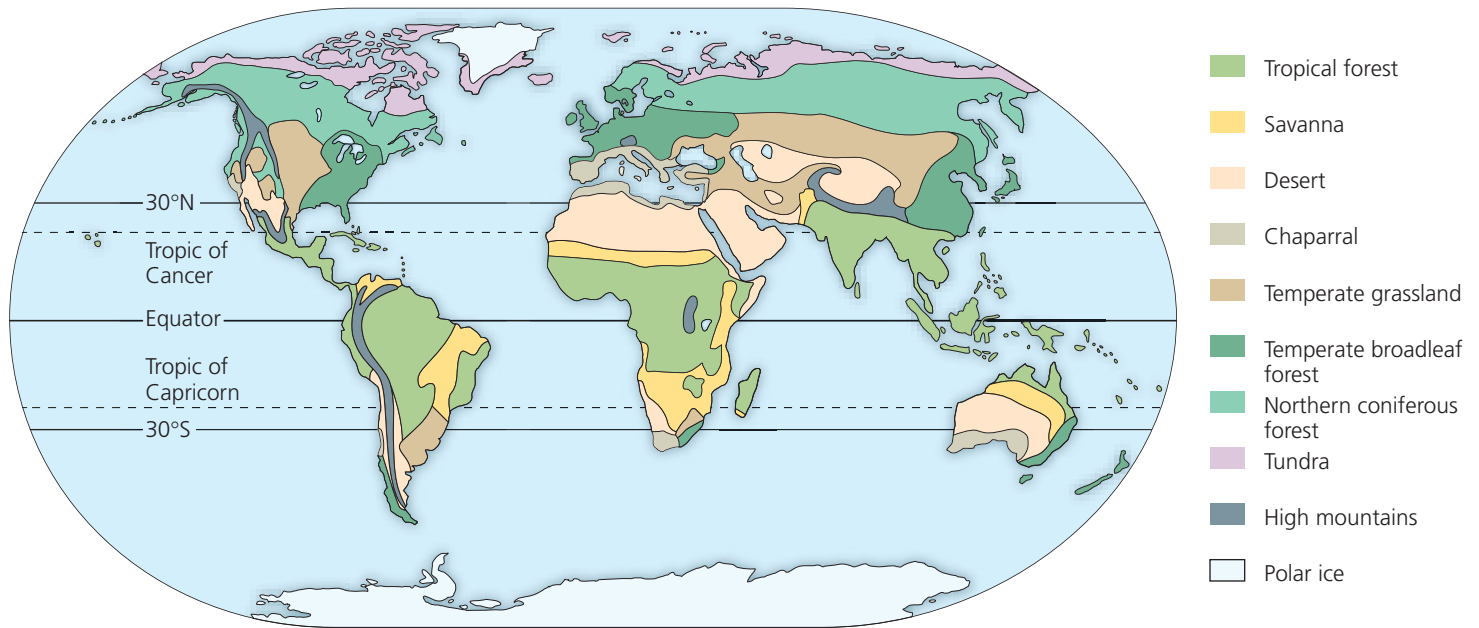 30°N
Tropic of
Cancer
Equator
Tropic of
Capricorn
30°S
Tropical forest
Savanna
Desert
Chaparral
Temperate grassland
Temperate broadleaf
forest
Northern coniferous
forest
Tundra
High mountains
Polar ice